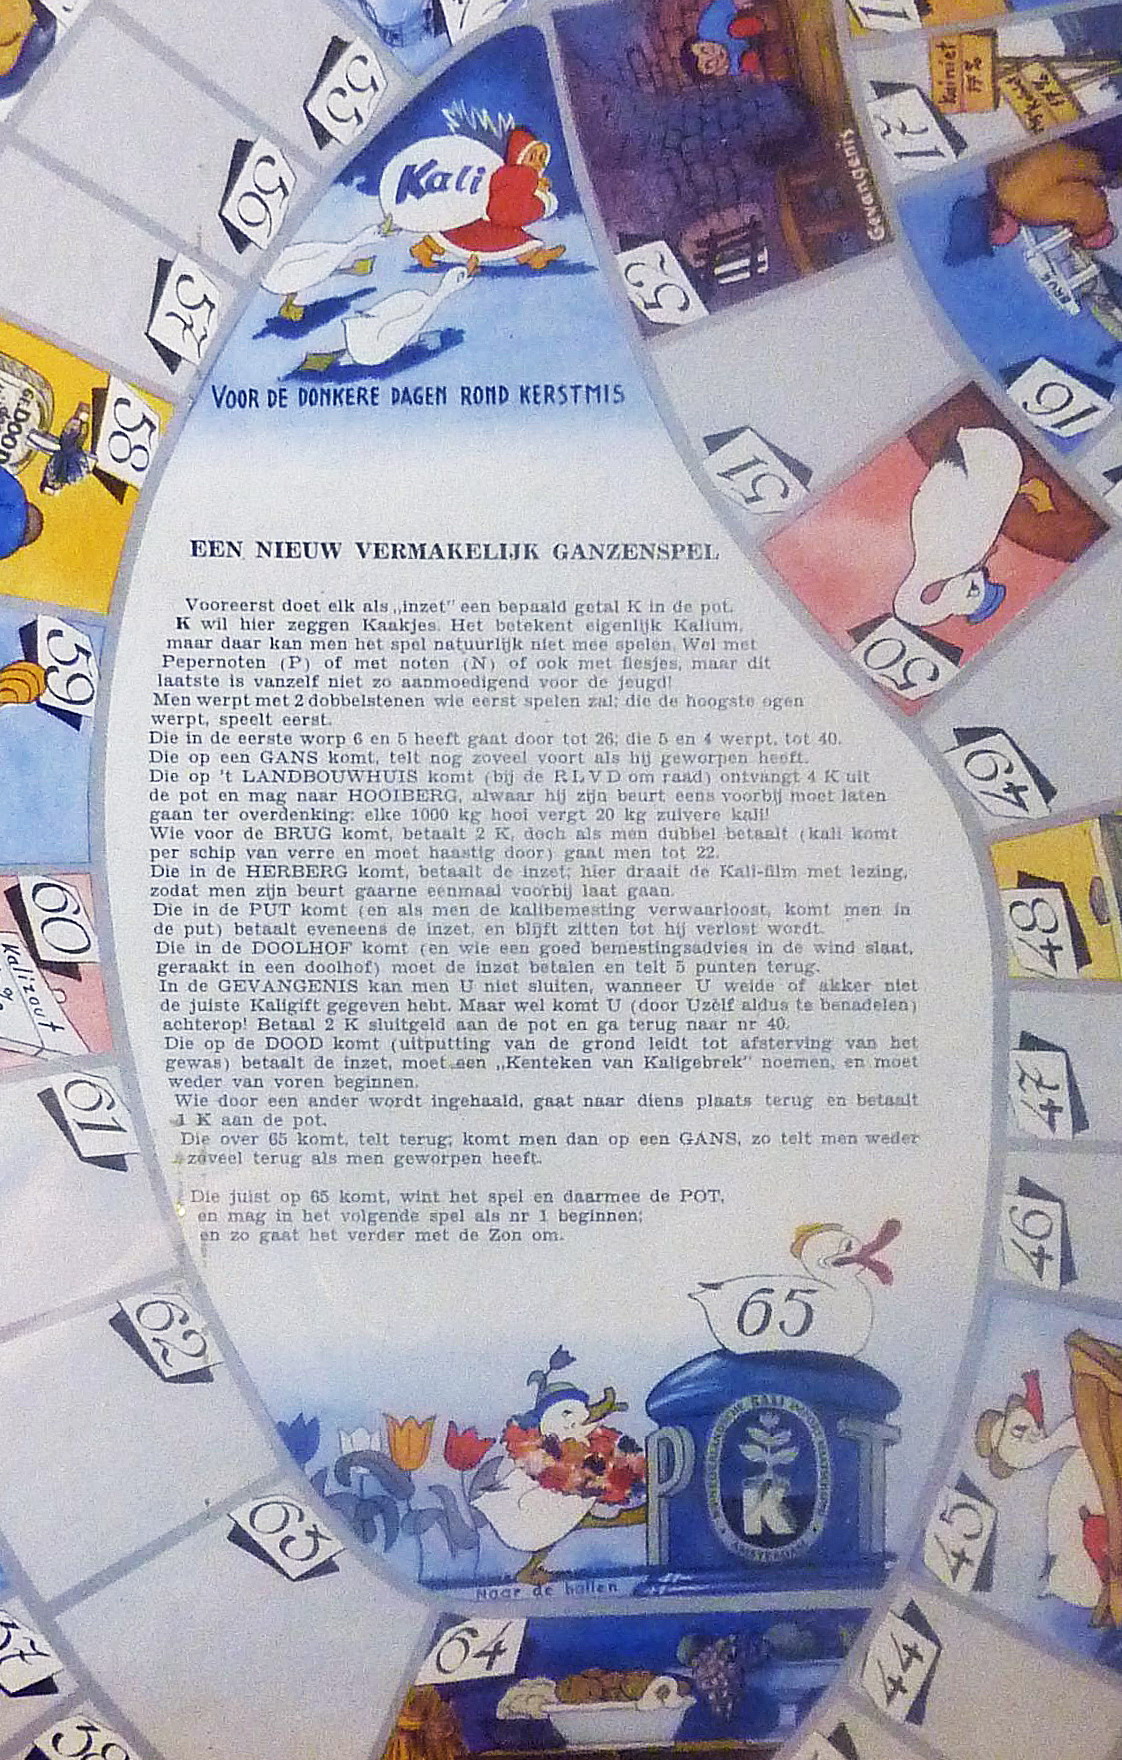 55
56
57
58
59
60
61
62
63
64
65
Kali
VOOR DE DONKERE DAGEN ROND KERSTMIS
EEN NIEUW VERMAKELIJK GANZENSPEL
Vooreerst doet elk als „inzet” een bepaald getal K in de pot.
K wil hier zeggen Kaakjes. Het betekent eigenlijk Kalium,
maar daar kan men het spel natuurlijk niet mee spelen. Wel met
Pepernoten (P) of met noten (N) of ook met flesjes, maar dit
laatste is vanzelf niet zo aanmoedigend voor de jeugd!
Men werpt met 2 dobbelstenen wie eerst spelen zal; die de hoogste ogen
werpt, speelt eerst.
Die in de eerste worp 6 en 5 heeft gaat door tot 26; die 5 en 4 werpt, tot 40.
Die op een GANS komt, telt nog zoveel voort als hij geworpen heeft.
Die op 't LANDBOUWHUIS komt (bij de RLVD om raad) ontvangt 4 K uit
de pot en mag naar HOOIBERG, alwaar hij zijn beurt eens voorbij moet laten
gaan ter overdenking: elke 1000 kg hooi vergt 20 kg zuivere kali!
Wie voor de BRUG komt, betaalt 2 K, doch als men dubbel betaalt (kali komt
per schip van verre en moet haastig door) gaat men tot 22.
Die in de HERBERG komt, betaalt de inzet; hier draait de Kali-film met lezing,
zodat men zijn beurt gaarne eenmaal voorbij laat gaan.
Die in de PUT komt (en als men de kalibemesting verwaarloost, komt men in
de put) betaalt eveneens de inzet, en blijft zitten tot hij verlost wordt.
Die in de DOOLHOF komt (en wie een goed bemestingsadvies in de wind slaat,
geraakt in een doolhof) moet de inzet betalen en telt 5 punten terug.
In de GEVANGENIS kan men U niet sluiten, wanneer U weide of akker niet
de juiste Kaligift gegeven hebt. Maar wel komt U (door Uzèlf aldus te benadelen)
achterop! Betaal 2 K sluitgeld aan de pot en ga terug naar nr 40.
Die op de DOOD komt (uitputting van de grond leidt tot afsterving van het
gewas) betaalt de inzet, moet een „Kenteken van Kaligebrek” noemen, en moet
weder van voren beginnen.
Wie door een ander wordt ingehaald, gaat naar diens plaats terug en betaalt
1 K aan de pot.
Die over 65 komt, telt terug; komt men dan op een GANS, zo telt men weder
zoveel terug als men geworpen heeft.
Die juist op 65 komt, wint het spel en daarmee de POT,
en mag in het volgende spel als nr 1 beginnen;
en zo gaat het verder met de Zon om.
65
P
K
T
AMSTERDAM
Naar de hallen
Gevangenis
52
51
50
49
48
47
46
45
44
17
16
BRUG
Kainiet
17%
DOOD
Kalizout
37
38